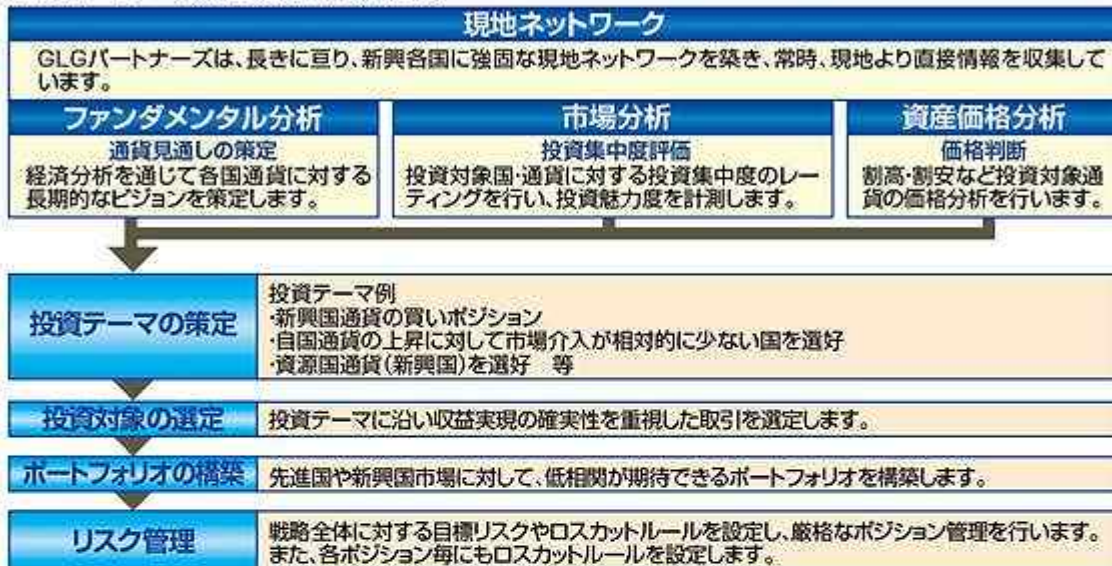 現地ネットワーク
GLGパートナーズは、長きに亘り、新興各国に強固な現地ネットワークを築き、常時、現地より直接情報を収集して
います。
ファンダメンタル分析
通貨見通しの策定
経済分析を通じて各国通貨に対する
長期的なビジョンを策定します。
市場分析
投資集中度評価
投資対象国・通貨に対する投資集中度のレー
ティングを行い、投資魅力度を計測します。
資産価格分析
価格判断
割高・割安など投資対象通
貨の価格分析を行います。
投資テーマの策定
投資テーマ例
・新興国通貨の買いポジション
・自国通貨の上昇に対して市場介入が相対的に少ない国を選好
・資源国通貨(新興国)を選好 等
投資対象の選定
投資テーマに沿い収益実現の確実性を重視した取引を選定します。
ポートフォリオの構築
先進国や新興国市場に対して、低相関が期待できるポートフォリオを構築します。
リスク管理
戦略全体に対する目標リスクやロスカットルールを設定し、厳格なポジション管理を行います。
また、各ポジション毎にもロスカットルールを設定します。